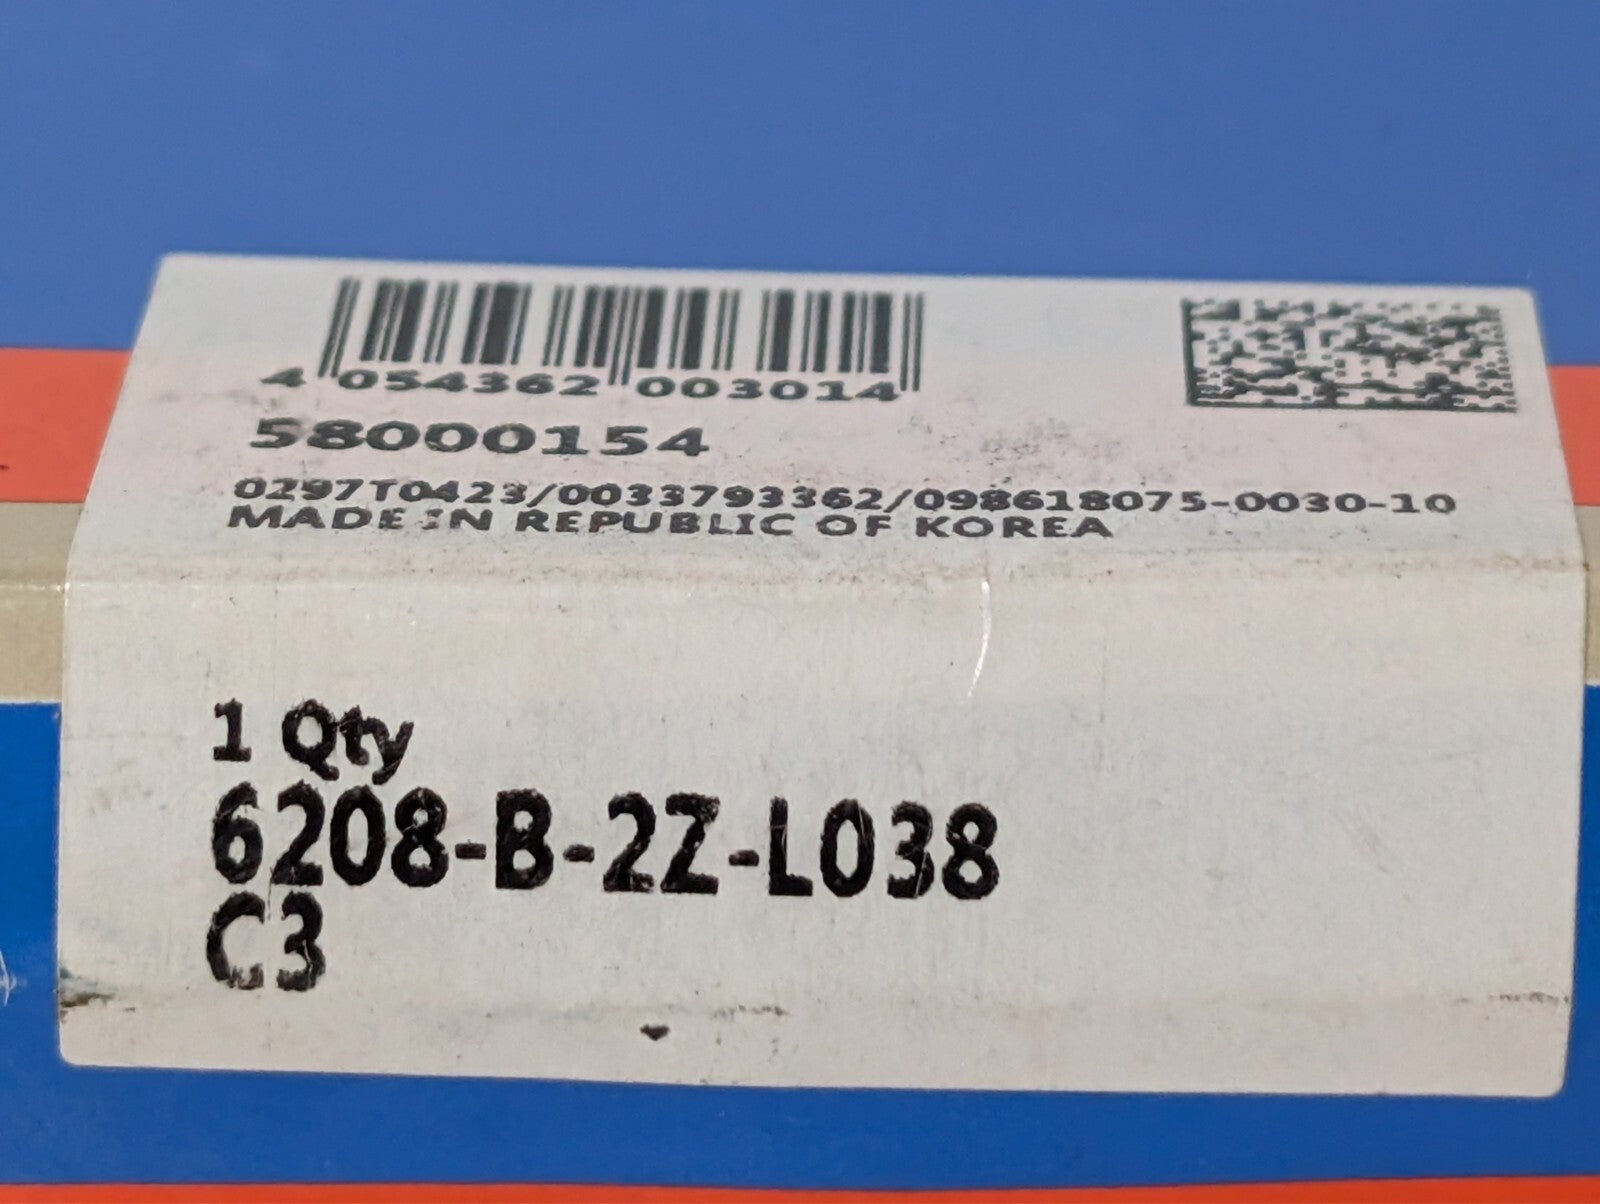 4 054362 003014
58000154
0297T0423/0033793362/098618075-0030-10
MADE IN REPUBLIC OF KOREA
1 Qty
6208-B-2Z-L038
C3